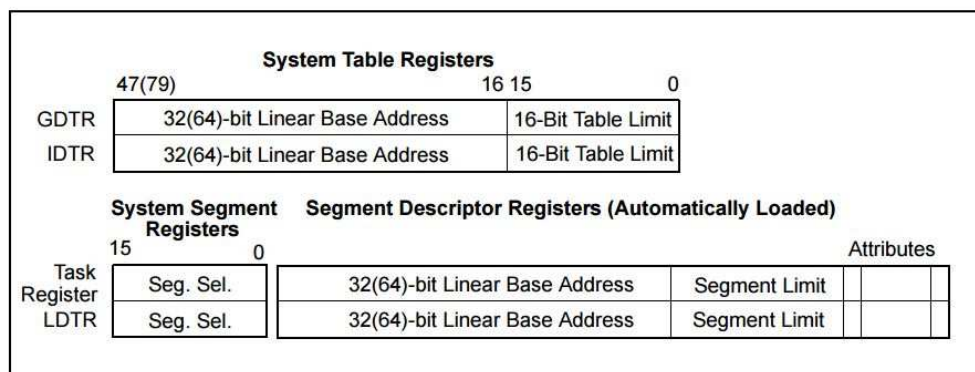 System Table Registers
47(79) 16 15 0
GDTR 32(64)-bit Linear Base Address 16-Bit Table Limit
IDTR 32(64)-bit Linear Base Address 16-Bit Table Limit
System Segment Segment Descriptor Registers (Automatically Loaded)
Registers
15 0 Attributes
Task
Register Seg. Sel. 32(64)-bit Linear Base Address Segment Limit
LDTR Seg. Sel. 32(64)-bit Linear Base Address Segment Limit